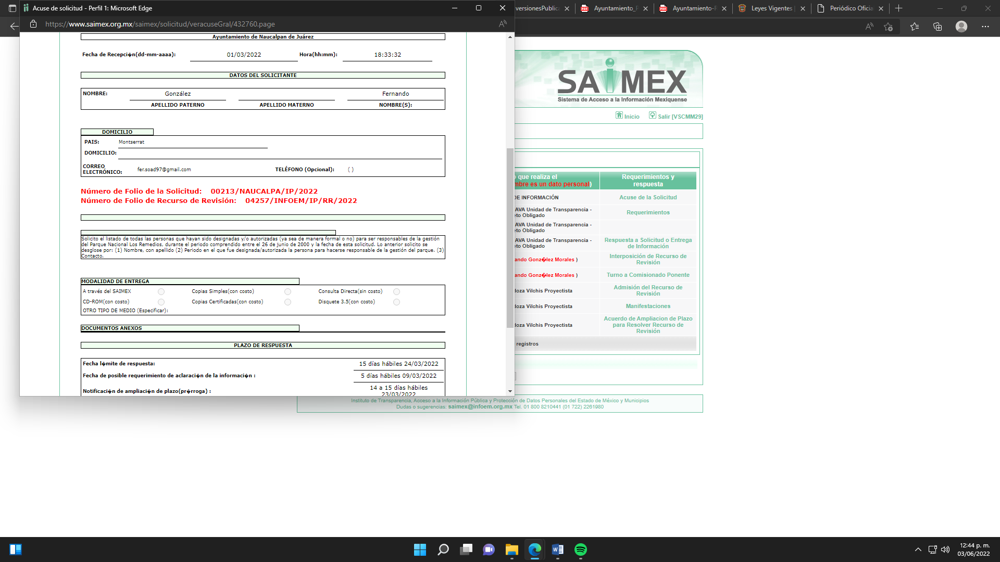 Acuse de solicitud - Perfil 1: Microsoft Edge
versionesPublica
Ayuntamiento_P
Ayuntamiento-R
Leyes Vigentes
Periódico Oficia
https://www.saimex.org.mx/saimex/solicitud/veracuseGral/432760.page
Ayuntamiento de Naucalpan de Juárez
Fecha de Recepci�n(dd-mm-aaaa): 01/03/2022 Hora(hh:mm): 18:33:32
DATOS DEL SOLICITANTE
NOMBRE: González Fernando
APELLIDO PATERNO APELLIDO MATERNO NOMBRE(S):
DOMICILIO
PAIS: Montserrat
DOMICILIO:
CORREO ELECTRÓNICO: fer.soad97@gmail.com TELÉFONO (Opcional): ( )
Número de Folio de la Solicitud: 00213/NAUCALPA/IP/2022
Número de Folio de Recurso de Revisión: 04257/INFOEM/IP/RR/2022
Solicito el listado de todas las personas que hayan sido designadas y/o autorizadas (ya sea de manera formal o no) para ser responsables de la gestión
del Parque Nacional Los Remedios, durante el periodo comprendido entre el 26 de junio de 2000 y la fecha de esta solicitud. Lo anterior solicito se
desglose por: (1) Nombre, con apellido (2) Periodo en el que fue designada/autorizada la persona para hacerse responsable de la gestión del parque. (3)
Contacto.
MODALIDAD DE ENTREGA
A través del SAIMEX Copias Simples(con costo) Consulta Directa(sin costo)
CD-ROM(con costo) Copias Certificadas(con costo) Disquete 3.5(con costo)
OTRO TIPO DE MEDIO (Especificar):
DOCUMENTOS ANEXOS
PLAZO DE RESPUESTA
Fecha l�mite de respuesta: 15 días hábiles 24/03/2022
Fecha de posible requerimiento de aclaraci�n de la informaci�n : 5 días hábiles 09/03/2022
Notificaci�n de ampliaci�n de plazo(pr�rroga) : 14 a 15 días hábiles
23/03/2022
SAIMEX
Sistema de Acceso a la Información Mexiquense
Inicio Salir [VSCMM29]
o que realiza el
mbre es un dato personal)
Requerimientos y
respuesta
DE INFORMACIÓN Acuse de la Solicitud
AVA Unidad de Transparencia -
eto Obligado
Requerimientos
AVA Unidad de Transparencia -
eto Obligado
AVA Unidad de Transparencia -
eto Obligado
Respuesta a Solicitud o Entrega
de Información
ando Gonz�lez Morales )
Interposición de Recurso de
Revisión
ando Gonz�lez Morales ) Turno a Comisionado Ponente
doza Vilchis Proyectista
Admisión del Recurso de
Revisión
doza Vilchis Proyectista Manifestaciones
doza Vilchis Proyectista
Acuerdo de Ampliacion de Plazo
para Resolver Recurso de
Revisión
registros
Instituto de Transparencia, Acceso a la Información Pública y Protección de Datos Personales del Estado de México y Municipios
Dudas o sugerencias: saimex@infoem.org.mx Tel. 01 800 8210441 (01 722) 2261980
12:44 p. m.
03/06/2022